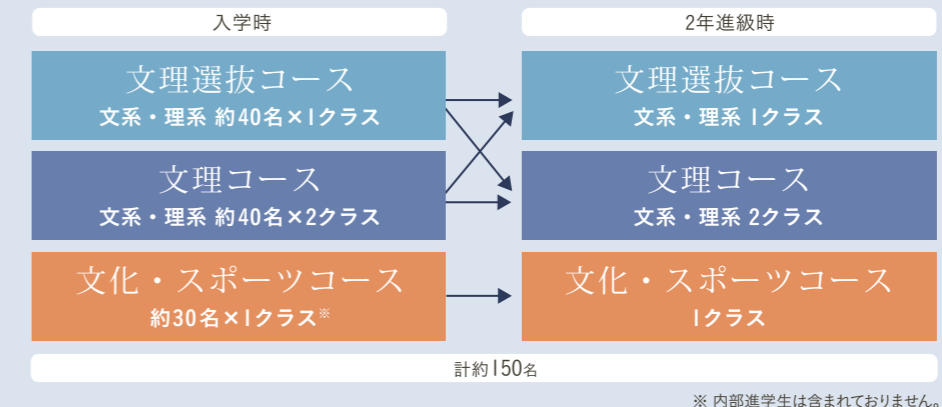 入学時
2年進級時
文理選抜コース
文系・理系 約40名×1クラス
文理選抜コース
文系・理系 1クラス
文理コース
文系・理系 約40名×2クラス
文理コース
文系・理系 2クラス
文化・スポーツコース
約30名×1クラス※
文化・スポーツコース
1クラス
計約150名
※ 内部進学生は含まれておりません。